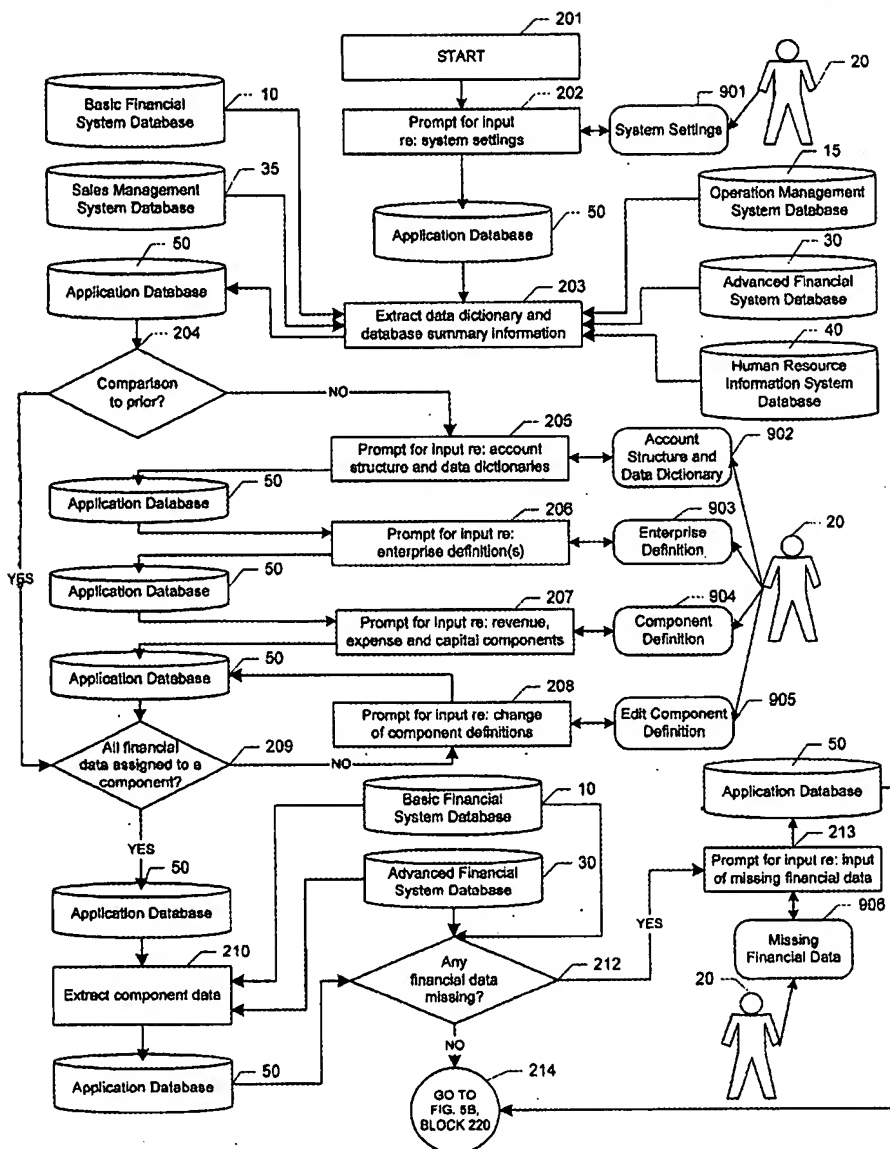 201
START
20
Basic Financial
System Database
10
202
Prompt for input
re: system settings
901
System Settings
15
Operation Management
System Database
Sales Management
System Database
35
50
Application Database
30
Advanced Financial
System Database
50
Application Database
203
Extract data dictionary and
database summary information
40
Human Resource
Information System
Database
204
Comparison
to prior?
NO
205
Prompt for input re: account
structure and data dictionaries
Account
Structure and
Data Dictionary
902
50
Application Database
206
Prompt for input re:
enterprise definition(s)
903
Enterprise
Definition
20
YES
50
Application Database
207
Prompt for input re: revenue,
expense and capital components
904
Component
Definition
50
Application Database
208
Prompt for input re: change
of component definitions
905
Edit Component
Definition
All financial
data assigned to a
component?
209
NO
50
Application Database
Basic Financial
System Database
10
213
Prompt for input re: input
of missing financial data
YES
50
Application Database
Advanced Financial
System Database
30
YES
906
Missing
Financial Data
210
Extract component data
Any
financial data
missing?
212
20
50
Application Database
NO
214
GO TO
FIG. 5B,
BLOCK 220